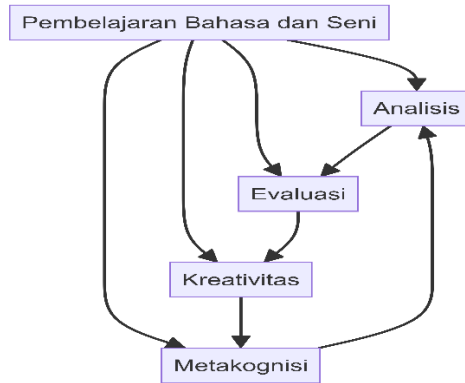 Pembelajaran Bahasa dan Seni
Analisis
Evaluasi
Kreativitas
Metakognisi